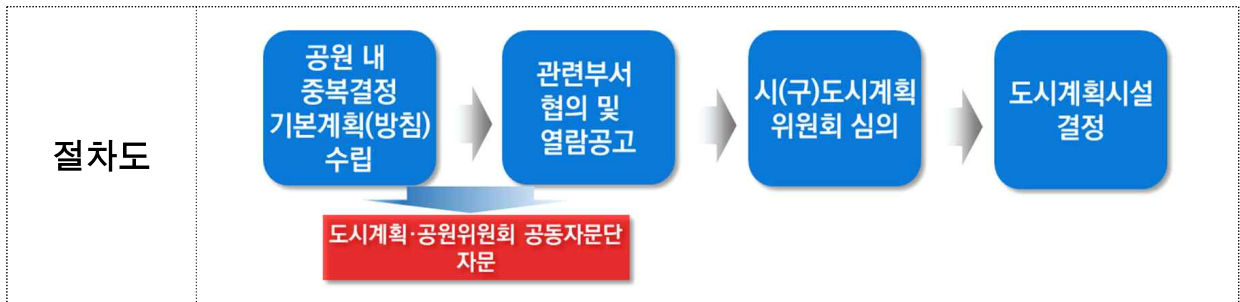 절차도
공원 내
중복결정
기본계획(방침)
수립
관련부서
협의 및
열람공고
시(구)도시계획
위원회 심의
도시계획시설
결정
도시계획·공원위원회 공동자문단
자문